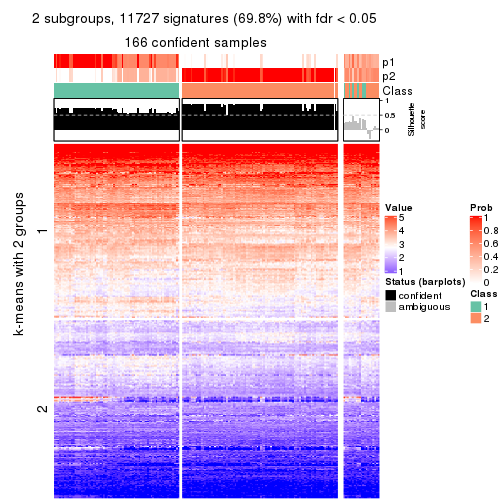 2 subgroups, 11727 signatures (69.8%) with fdr < 0.05
166 confident samples
p1
p2
Class
1
0.5
0
Silhouette
score
k-means with 2 groups
1
2
Value
5
4
3
2
1
Status (barplots)
confident
ambiguous
Prob
1
0.8
0.6
0.4
0.2
0
Class
1
2